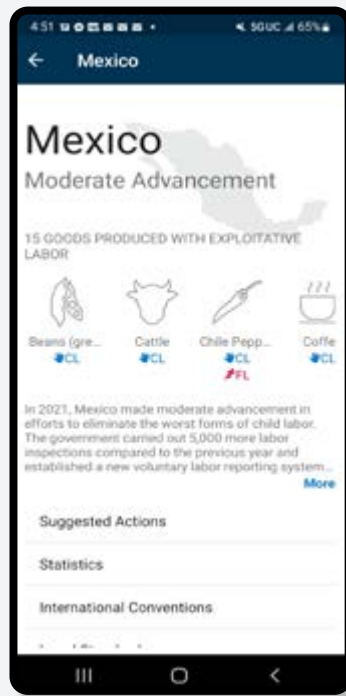 4:51
5G UC 65%
Mexico
Mexico
Moderate Advancement
15 GOODS PRODUCED WITH EXPLOITATIVE
LABOR
Beans (gre... Cattle Chile Pepp... Coffe
CL CL CL CL
FL
In 2021, Mexico made moderate advancement in
efforts to eliminate the worst forms of child labor.
The government carried out 5,000 more labor
inspections compared to the previous year and
established a new voluntary labor reporting system...
More
Suggested Actions
Statistics
International Conventions